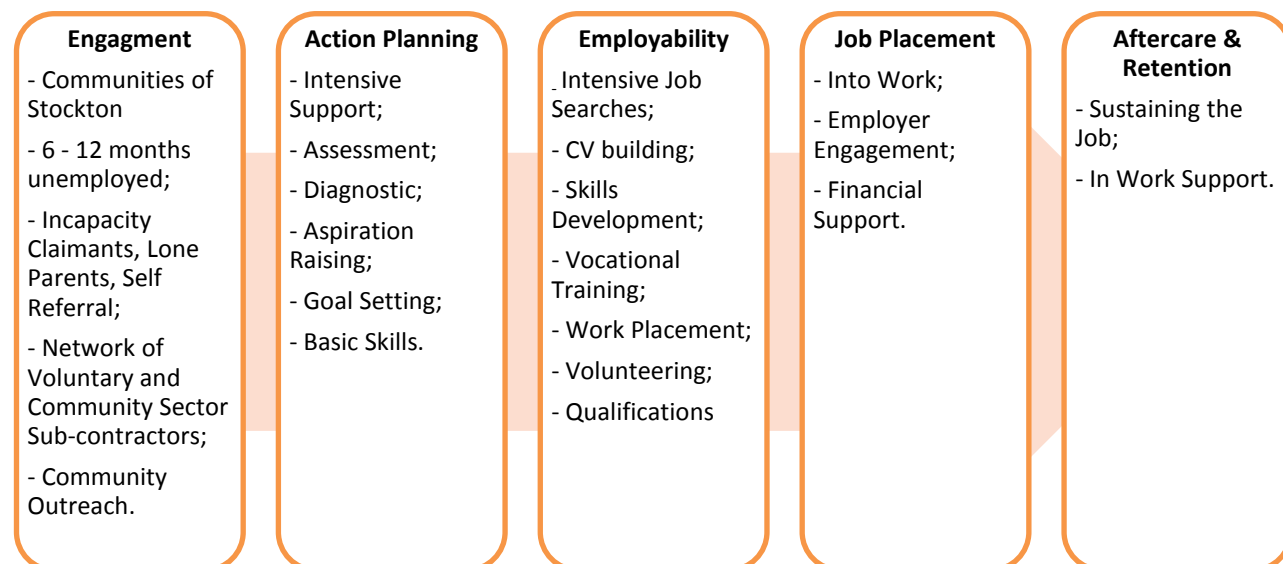 Engagment
- Communities of
Stockton
- 6 - 12 months
unemployed;
- Incapacity
Claimants, Lone
Parents, Self
Referral;
- Network of
Voluntary and
Community Sector
Sub-contractors;
- Community
Outreach.
Action Planning
- Intensive
Support;
- Assessment;
- Diagnostic;
- Aspiration
Raising;
- Goal Setting;
- Basic Skills.
Employability
- Intensive Job
Searches;
- CV building;
- Skills
Development;
- Vocational
Training;
- Work Placement;
- Volunteering;
- Qualifications
Job Placement
- Into Work;
- Employer
Engagement;
- Financial
Support.
Aftercare &
Retention
- Sustaining the
Job;
- In Work Support.